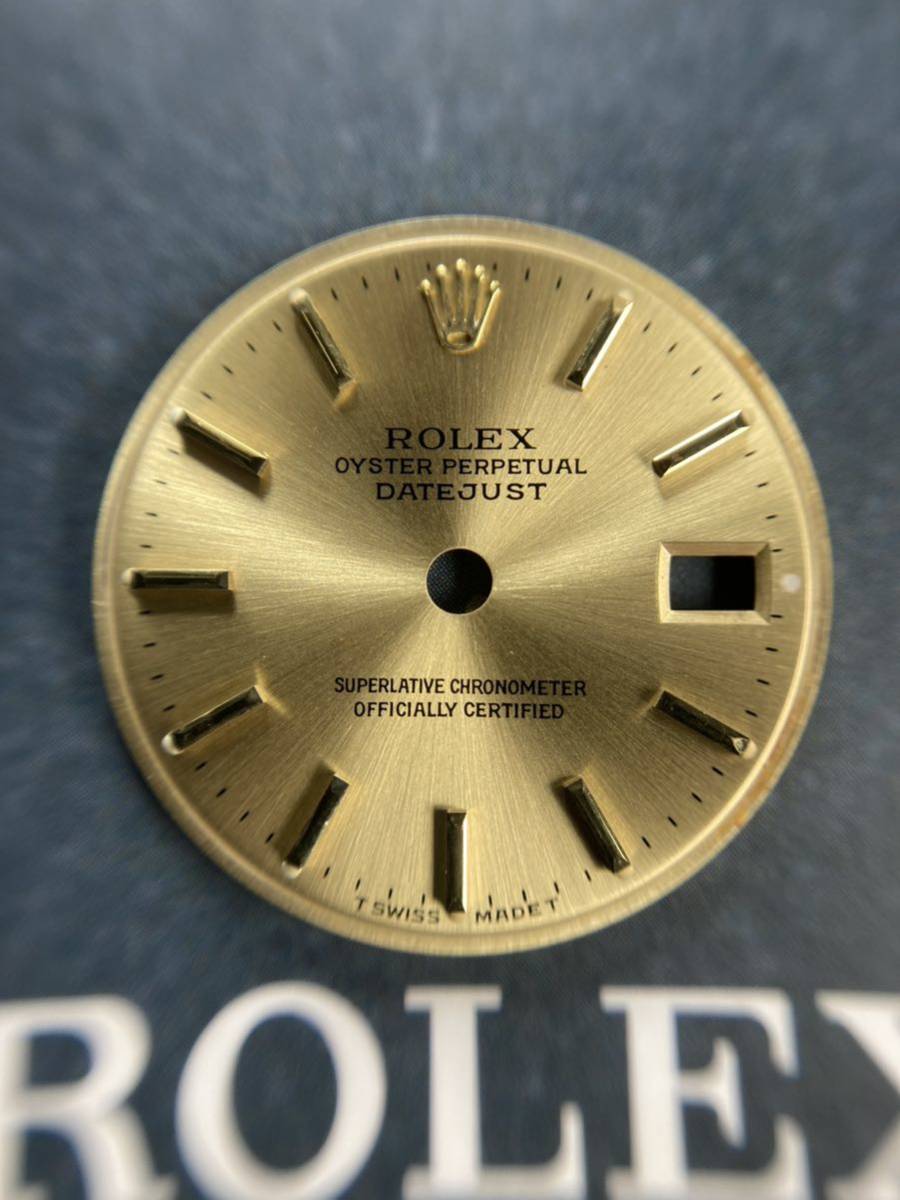 ROLEX
OYSTER PERPETUAL
DATEJUST
SUPERLATIVE CHRONOMETER
OFFICIALLY CERTIFIED
T SWISS MADE T
ROLEX